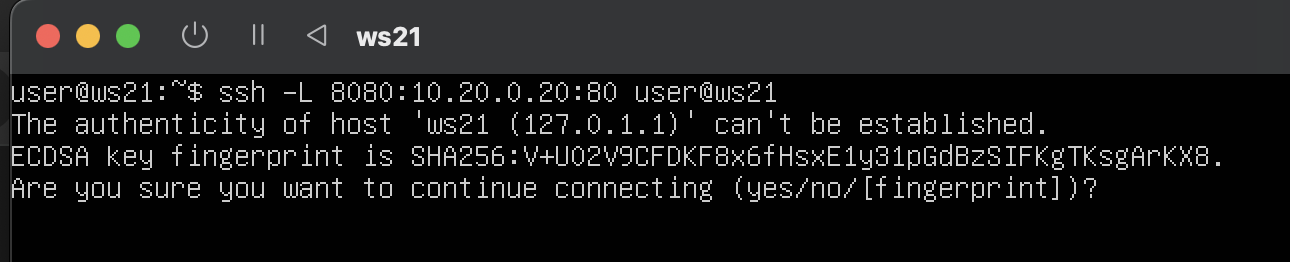 ws21
user@ws21:~$ ssh -L 8080:10.20.0.20:80 user@ws21
The authenticity of host 'ws21 (127.0.1.1)' can't be established.
ECDSA key fingerprint is SHA256:V+UO2V9CFDKF8x6fHsxE1y31pGdBzSIFKgTKsgArKX8.
Are you sure you want to continue connecting (yes/no/[fingerprint])?